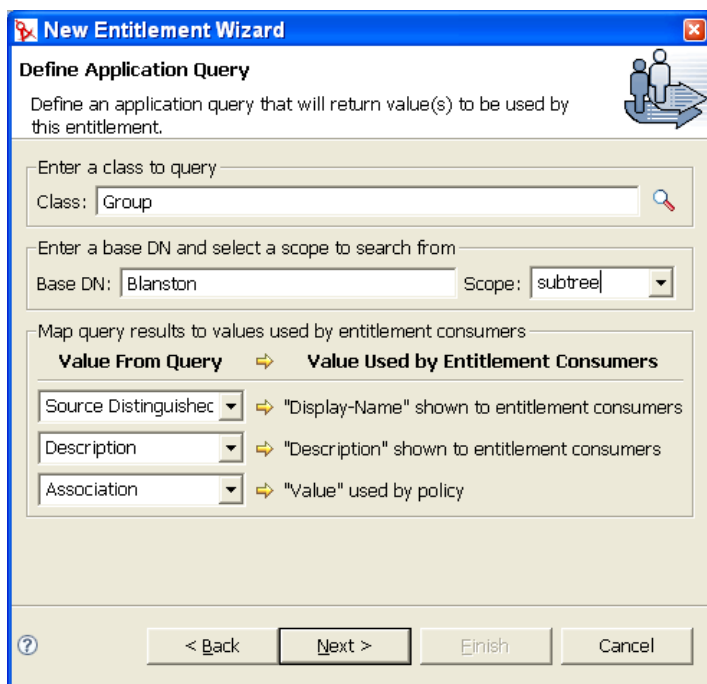 New Entitlement Wizard
Define Application Query
Define an application query that will return value(s) to be used by
this entitlement.
Enter a class to query
Class: Group
Enter a base DN and select a scope to search from
Base DN: Blanston Scope: subtree
Map query results to values used by entitlement consumers
Value From Query Value Used by Entitlement Consumers
Source Distinguished "Display-Name" shown to entitlement consumers
Description "Description" shown to entitlement consumers
Association "Value" used by policy
? < Back Next > Finish Cancel